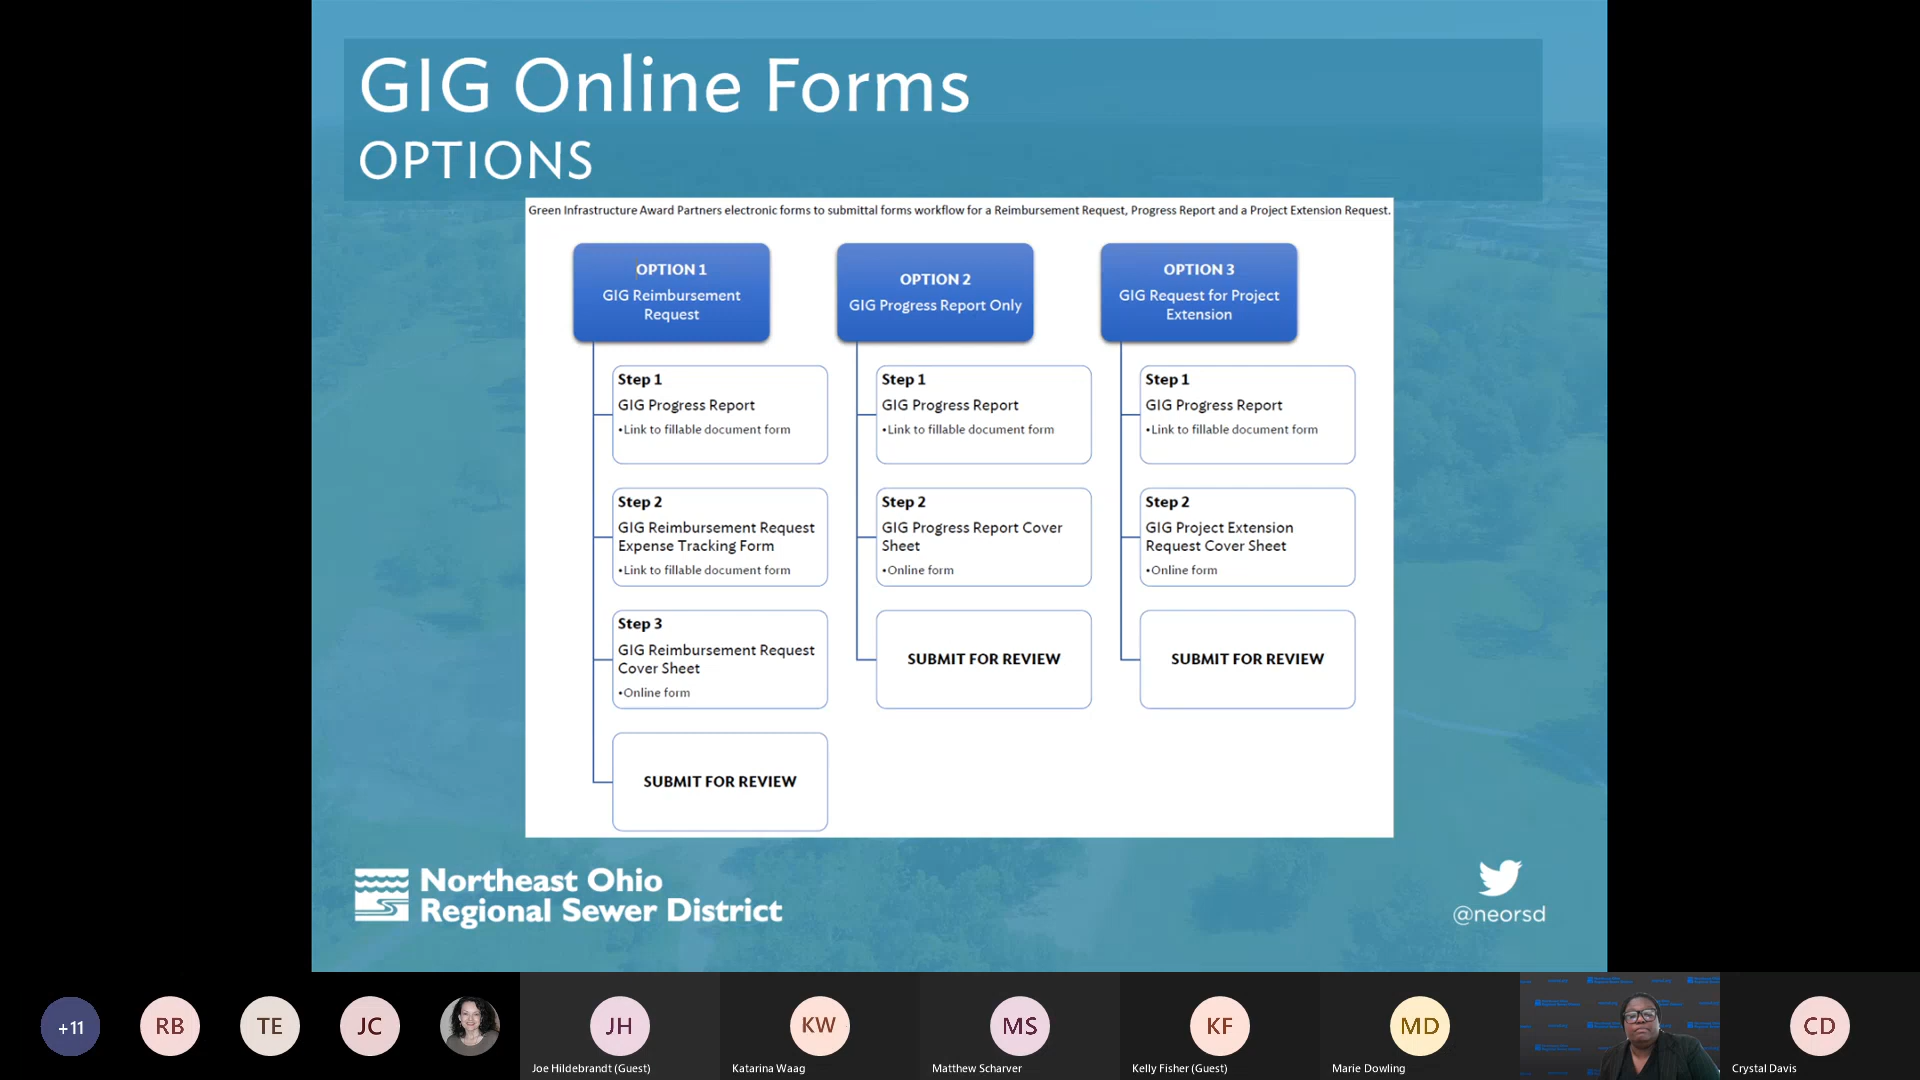 GIG Online Forms
OPTIONS
Green Infrastructure Award Partners electronic forms to submittal forms workflow for a Reimbursement Request, Progress Report and a Project Extension Request.
OPTION 1
GIG Reimbursement
Request
Step 1
GIG Progress Report
•Link to fillable document form
Step 2
GIG Reimbursement Request
Expense Tracking Form
•Link to fillable document form
Step 3
GIG Reimbursement Request
Cover Sheet
•Online form
SUBMIT FOR REVIEW
OPTION 2
GIG Progress Report Only
Step 1
GIG Progress Report
•Link to fillable document form
Step 2
GIG Progress Report Cover
Sheet
•Online form
SUBMIT FOR REVIEW
OPTION 3
GIG Request for Project
Extension
Step 1
GIG Progress Report
•Link to fillable document form
Step 2
GIG Project Extension
Request Cover Sheet
•Online form
SUBMIT FOR REVIEW
Northeast Ohio
Regional Sewer District
@neorsd
+11
RB
TE
JC
JH
Joe Hildebrandt (Guest)
KW
Katarina Waag
MS
Matthew Scharver
KF
Kelly Fisher (Guest)
MD
Marie Dowling
CD
Crystal Davis